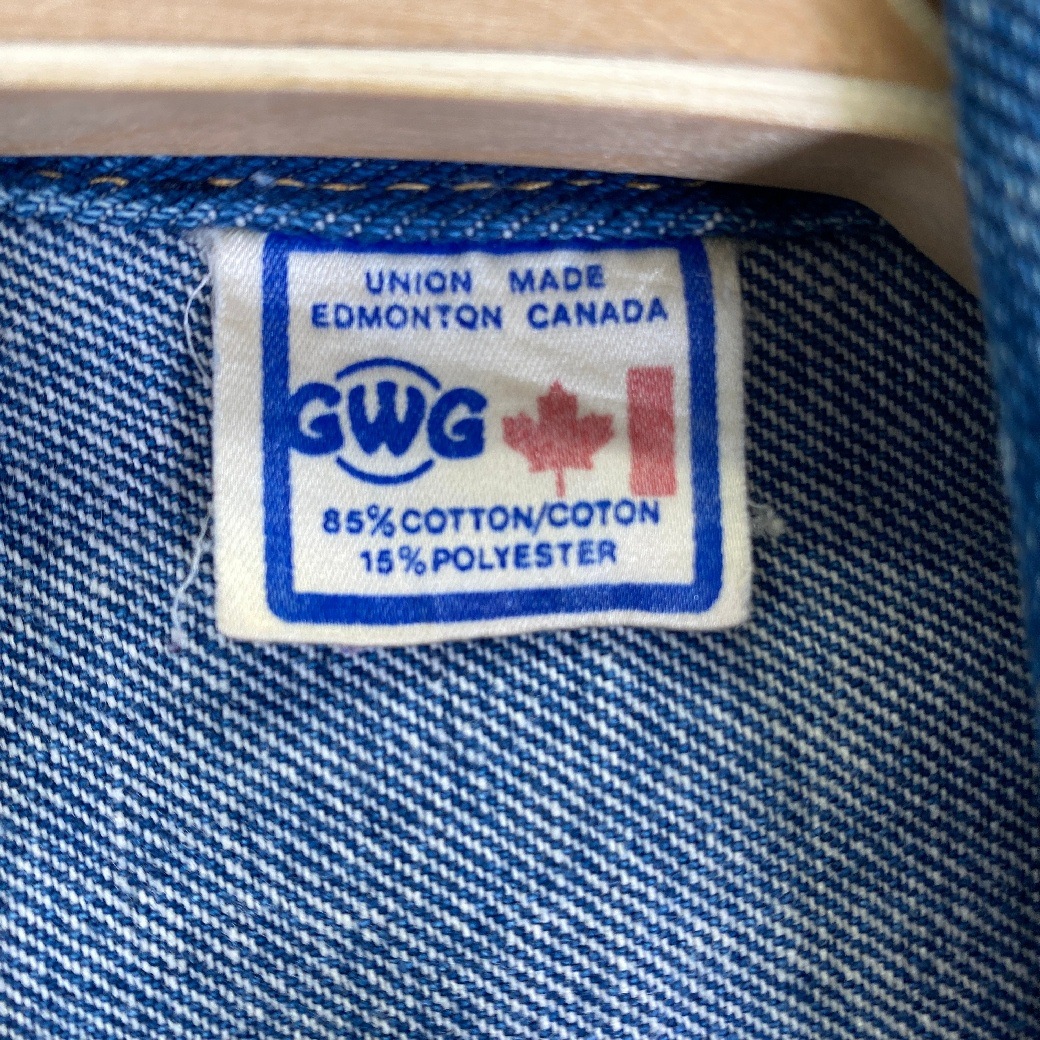 UNION MADE
EDMONTON CANADA
GWG
85% COTTON/COTON
15% POLYESTER